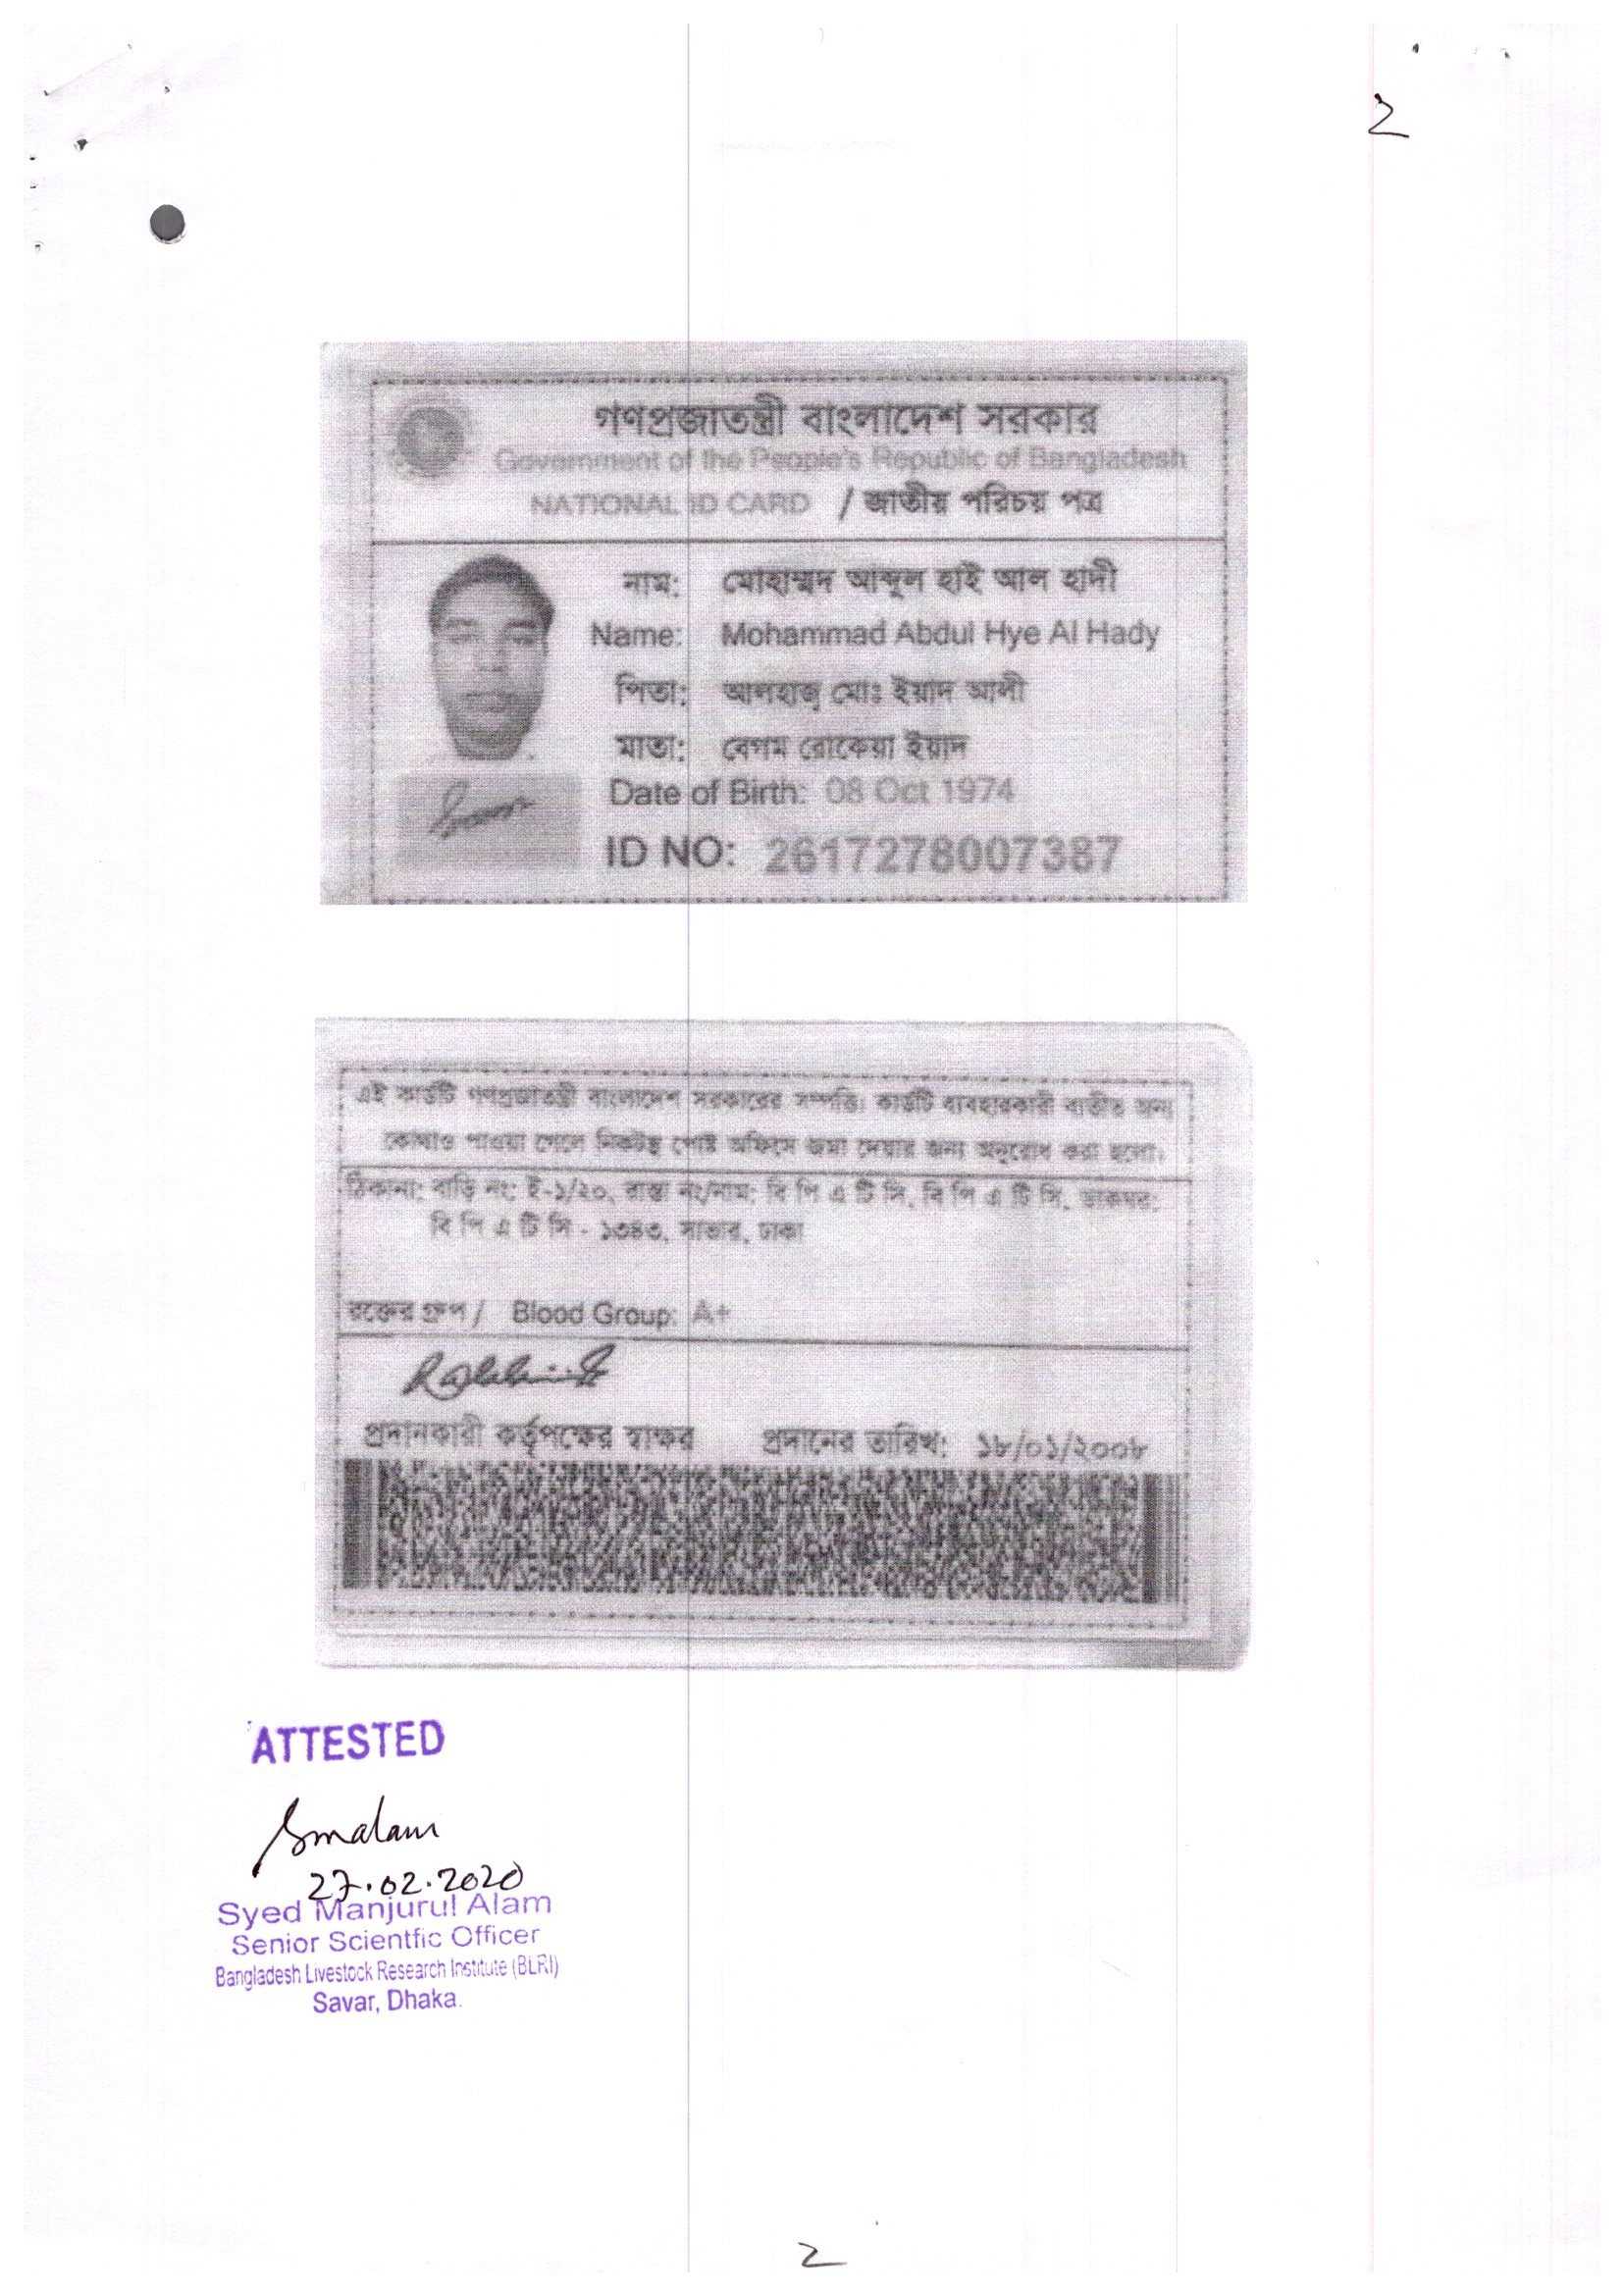 2
গণপ্রজাতন্ত্রী বাংলাদেশ সরকার
Government of the People's Republic of Bangladesh
NATIONAL ID CARD / জাতীয় পরিচয় পত্র
নাম: মোহাম্মদ আব্দুল হাই আল হাদী
Name: Mohammad Abdul Hye Al Hady
পিতা: আলহাজ্ব মোঃ ইয়াদ আলী
মাতা: বেগম রোকেয়া ইয়াদ
Date of Birth: 08 Oct 1974
ID NO: 2617278007387
এই কার্ডটি গণপ্রজাতন্ত্রী বাংলাদেশ সরকারের সম্পত্তি। কার্ডটি ব্যবহারকারী ব্যতীত অন্য
কোথাও পাওয়া গেলে নিকটস্থ পোষ্ট অফিসে জমা দেয়ার জন্য অনুরোধ করা হলো।
ঠিকানা: বাড়ি নং: ই-১/২০, রাস্তা নং/নাম: বি পি এ টি সি, বি পি এ টি সি, ডাকঘর:
বি পি এ টি সি - ১৩৪৩, সাভার, ঢাকা
রক্তের গ্রুপ / Blood Group: A+
প্রদানকারী কর্তৃপক্ষের স্বাক্ষর প্রদানের তারিখ: ১৮/০১/২০০৮
ATTESTED
Smalam
27.02.2020
Syed Manjurul Alam
Senior Scientfic Officer
Bangladesh Livestock Research Institute (BLRI)
Savar, Dhaka.
2